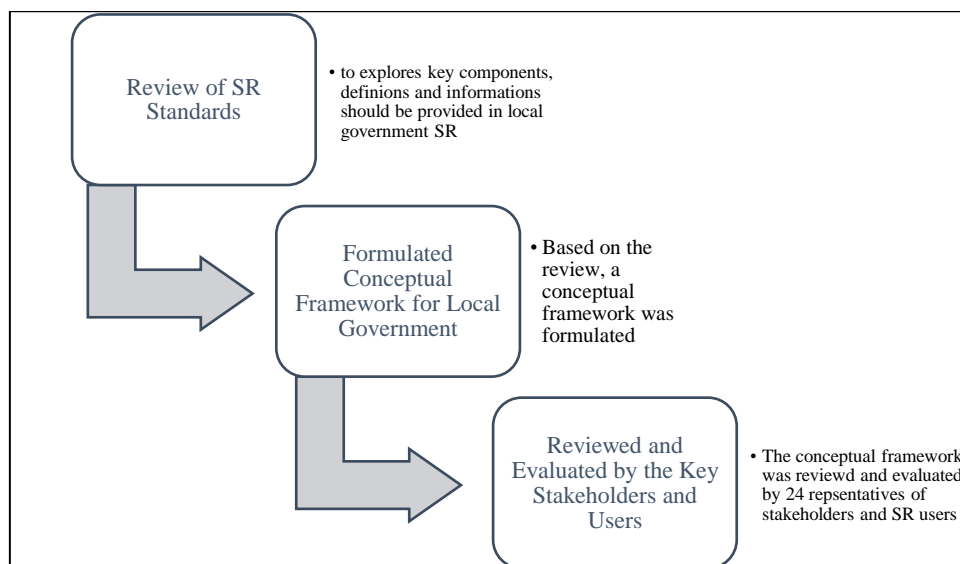 Review of SR
Standards
• to explores key components,
definions and informations
should be provided in local
government SR
Formulated
Conceptual
Framework for Local
Government
• Based on the
review, a
conceptual
framework was
formulated
Reviewed and
Evaluated by the Key
Stakeholders and
Users
• The conceptual framework
was reviewd and evaluated
by 24 repsentatives of
stakeholders and SR users